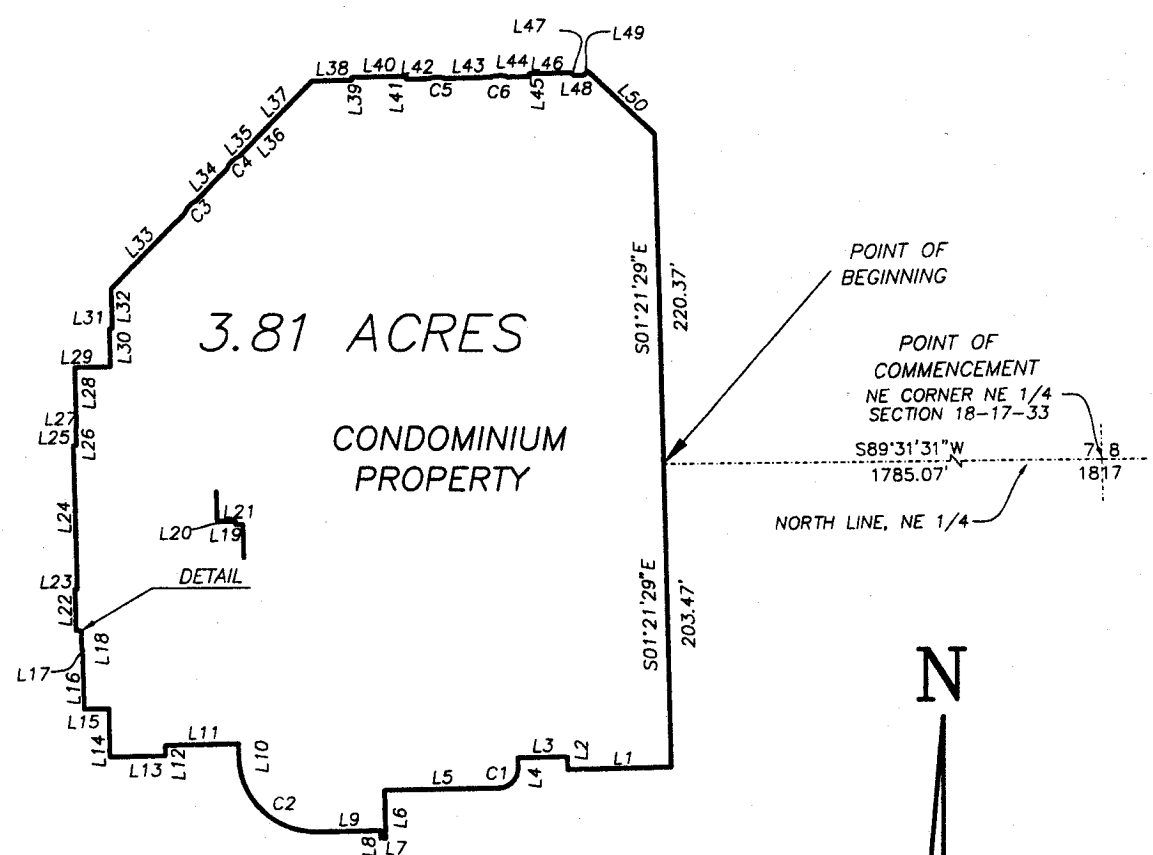 L47
L49
L38
L40
L42
L43
L44
L46
L39
L41
C5
C6
L45
L48
L50
L37
L35
L36
C4
L34
C3
L33
L31
L32
L30
L29
L28
L27
L25
L26
3.81 ACRES
CONDOMINIUM
PROPERTY
S01°21'29"E
220.37'
POINT OF
BEGINNING
POINT OF
COMMENCEMENT
NE CORNER NE 1/4
SECTION 18-17-33
S89°31'31"W
1785.07'
7 8
18 17
NORTH LINE, NE 1/4
L24
L21
L20
L19
DETAIL
L23
L22
L18
L17
L16
L15
L14
L13
L12
L11
L10
C2
L9
L8
L7
L6
L5
C1
L4
L3
L2
L1
S01°21'29"E
203.47'
N